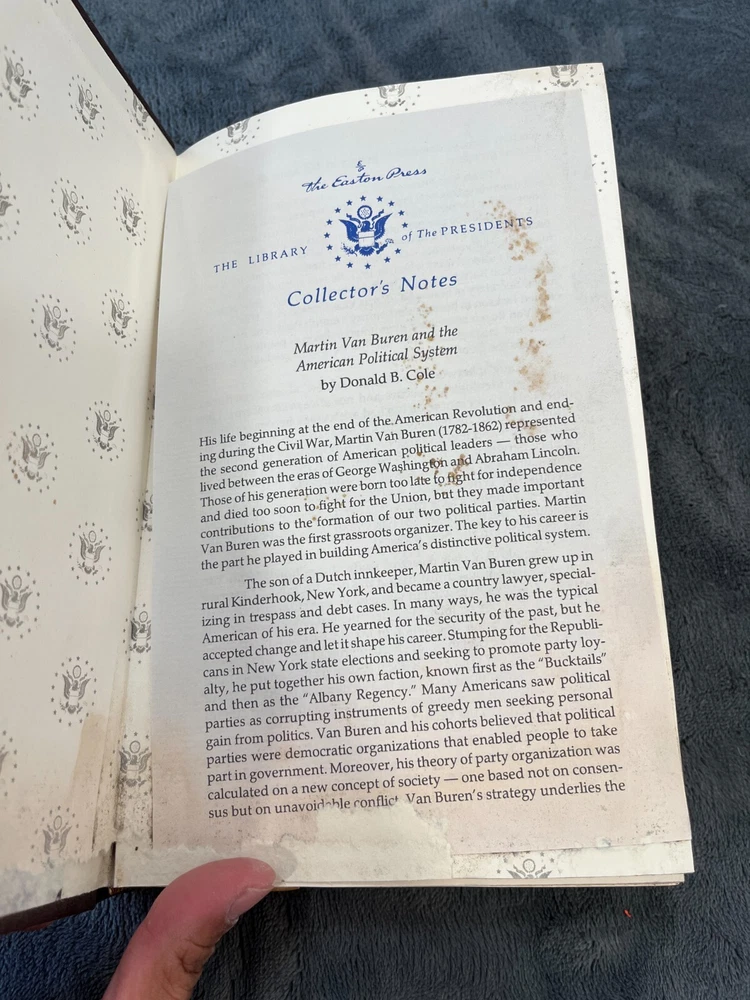 The Easton Press
THE LIBRARY of The PRESIDENTS
Collector's Notes
Martin Van Buren and the
American Political System
by Donald B. Cole
His life beginning at the end of the American Revolution and end-
ing during the Civil War, Martin Van Buren (1782-1862) represented
the second generation of American political leaders — those who
lived between the eras of George Washington and Abraham Lincoln.
Those of his generation were born too late to fight for independence
and died too soon to fight for the Union, but they made important
contributions to the formation of our two political parties. Martin
Van Buren was the first grassroots organizer. The key to his career is
the part he played in building America's distinctive political system.
The son of a Dutch innkeeper, Martin Van Buren grew up in
rural Kinderhook, New York, and became a country lawyer, special-
izing in trespass and debt cases. In many ways, he was the typical
American of his era. He yearned for the security of the past, but he
accepted change and let it shape his career. Stumping for the Republi-
cans in New York state elections and seeking to promote party loy-
alty, he put together his own faction, known first as the "Bucktails"
and then as the "Albany Regency." Many Americans saw political
parties as corrupting instruments of greedy men seeking personal
gain from politics. Van Buren and his cohorts believed that political
parties were democratic organizations that enabled people to take
part in government. Moreover, his theory of party organization was
calculated on a new concept of society — one based not on consen-
sus but on unavoidable conflict. Van Buren's strategy underlies the